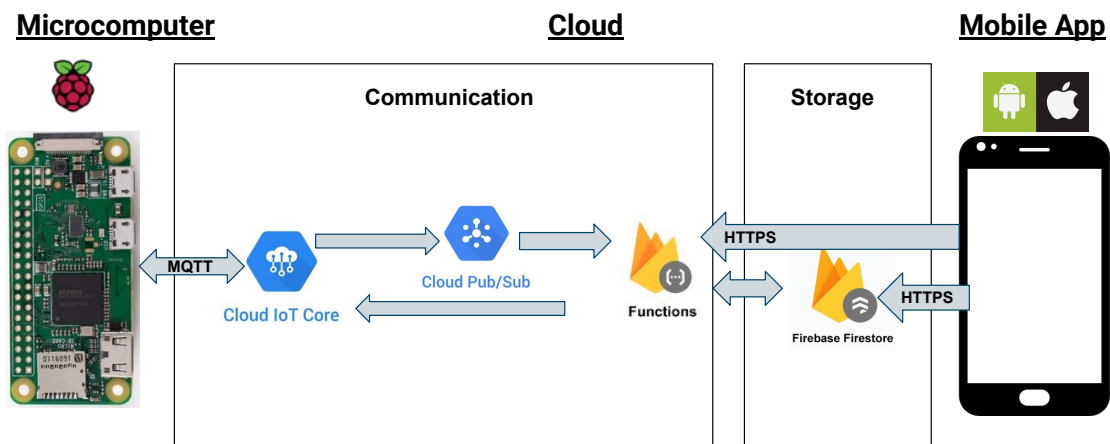 Microcomputer
Cloud
Mobile App
Communication
Storage
HTTPS
MQTT
Cloud Pub/Sub
HTTPS
Cloud IoT Core
Functions
Firebase Firestore